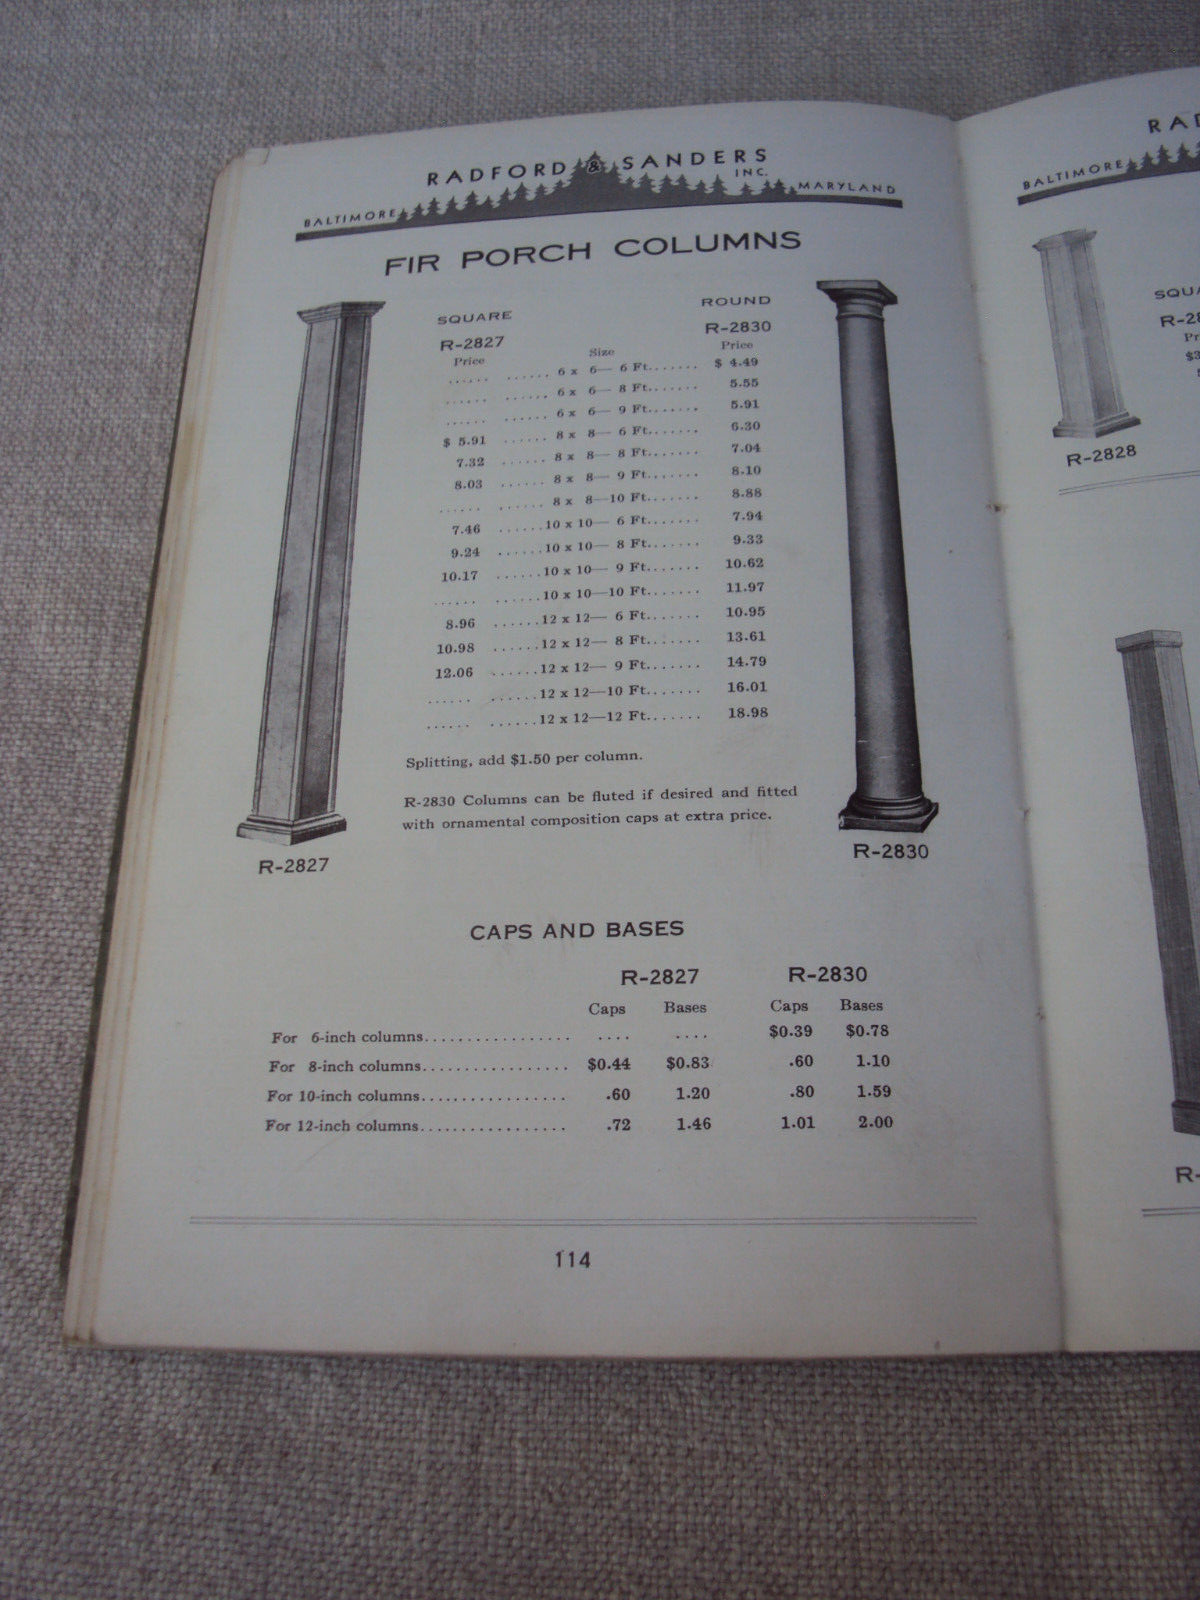 RADFORD & SANDERS
INC.
BALTIMORE MARYLAND
FIR PORCH COLUMNS
SQUARE ROUND
R-2827 R-2830
Price Size Price
...... ...... 6 x 6— 6 Ft....... $ 4.49
...... ...... 6 x 6— 8 Ft....... 5.55
...... ...... 6 x 6— 9 Ft....... 5.91
$ 5.91 ...... 8 x 8— 6 Ft....... 6.30
7.32 ...... 8 x 8— 8 Ft....... 7.04
8.03 ...... 8 x 8— 9 Ft....... 8.10
...... ...... 8 x 8—10 Ft....... 8.88
7.46 ......10 x 10— 6 Ft....... 7.94
9.24 ......10 x 10— 8 Ft....... 9.33
10.17 ......10 x 10— 9 Ft....... 10.62
...... ......10 x 10—10 Ft....... 11.97
8.96 ......12 x 12— 6 Ft....... 10.95
10.98 ......12 x 12— 8 Ft....... 13.61
12.06 ......12 x 12— 9 Ft....... 14.79
...... ......12 x 12—10 Ft....... 16.01
...... ......12 x 12—12 Ft....... 18.98
Splitting, add $1.50 per column.
R-2830 Columns can be fluted if desired and fitted
with ornamental composition caps at extra price.
R-2827 R-2830
CAPS AND BASES
R-2827 R-2830
Caps Bases Caps Bases
For 6-inch columns................. .... .... $0.39 $0.78
For 8-inch columns................. $0.44 $0.83 .60 1.10
For 10-inch columns................ .60 1.20 .80 1.59
For 12-inch columns................ .72 1.46 1.01 2.00
114
BALTIMORE
R-2828